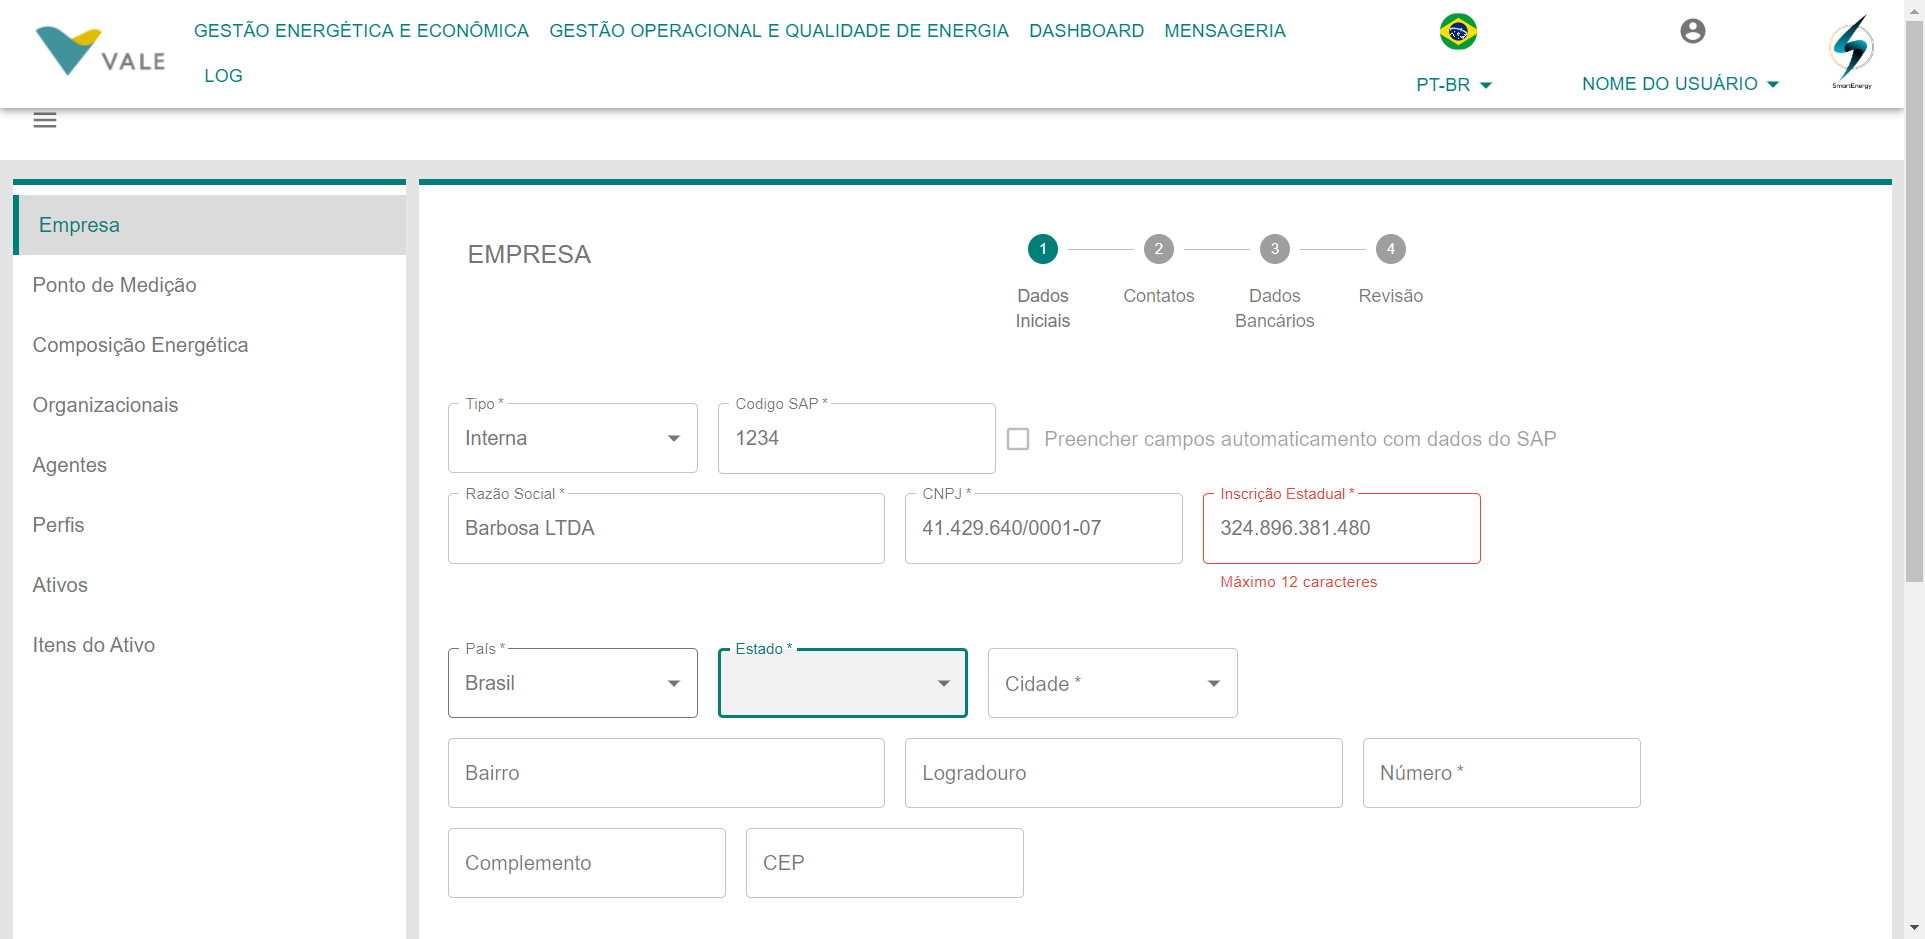 VALE
GESTÃO ENERGÉTICA E ECONÔMICA
GESTÃO OPERACIONAL E QUALIDADE DE ENERGIA
DASHBOARD
MENSAGERIA
LOG
PT-BR
NOME DO USUÁRIO
SmartEnergy
Empresa
Ponto de Medição
Composição Energética
Organizacionais
Agentes
Perfis
Ativos
Itens do Ativo
EMPRESA
1
2
3
4
Dados
Iniciais
Contatos
Dados
Bancários
Revisão
Tipo *
Interna
Codigo SAP *
1234
Preencher campos automaticamento com dados do SAP
Razão Social *
Barbosa LTDA
CNPJ *
41.429.640/0001-07
Inscrição Estadual *
324.896.381.480
Máximo 12 caracteres
País *
Brasil
Estado *
Cidade *
Bairro
Logradouro
Número *
Complemento
CEP